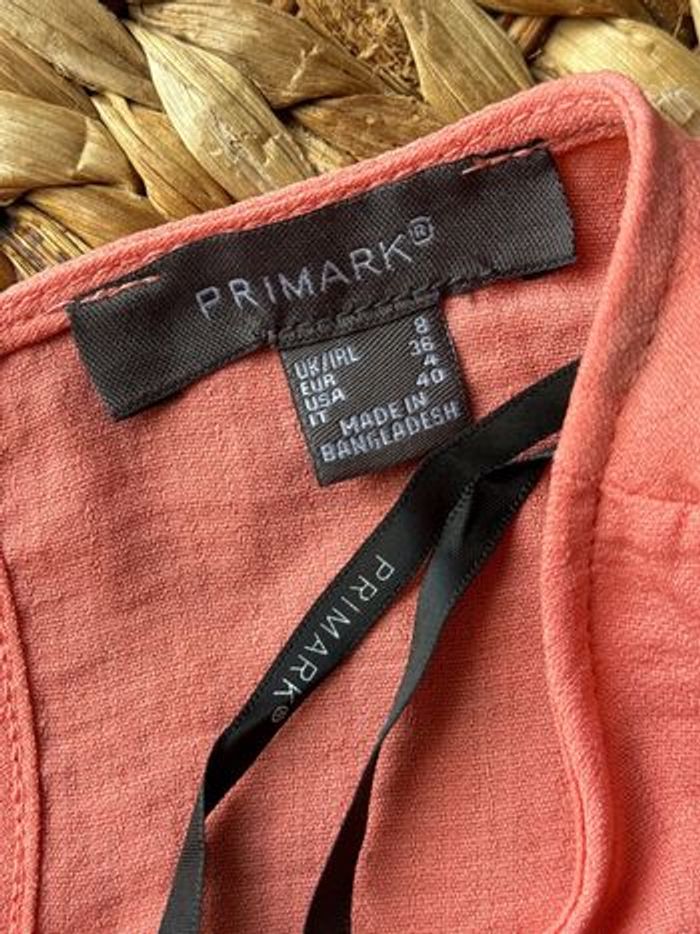 PRIMARK®
UK/IRL 8
EUR 36
USA 4
IT 40
MADE IN
BANGLADESH
PRIMARK®